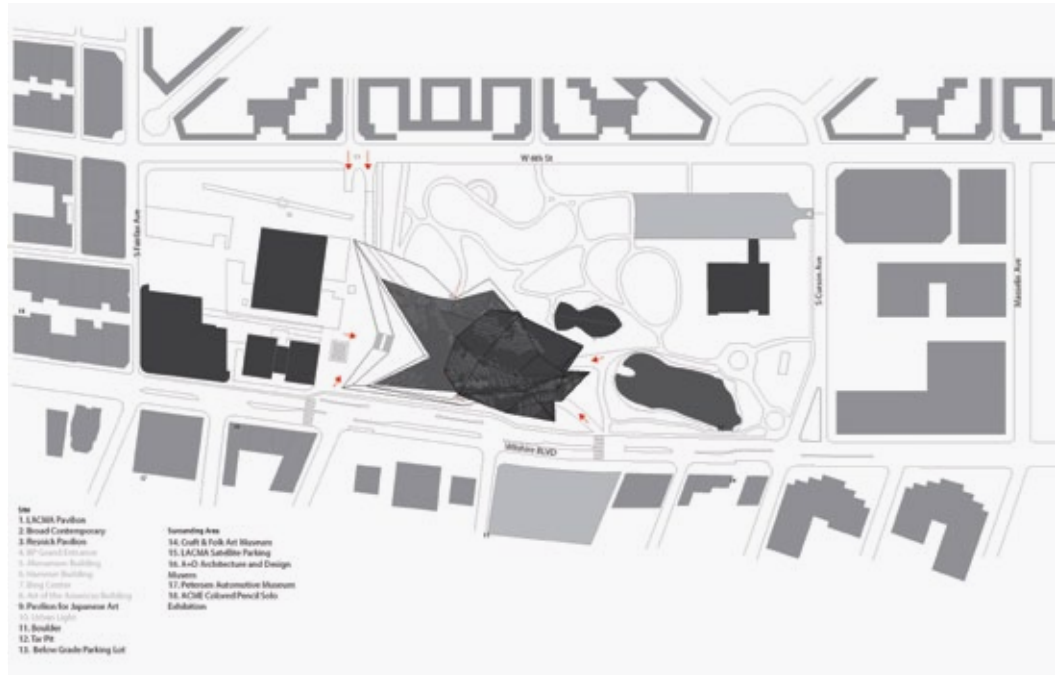 W 6th St
S Fairfax Ave
S Curson Ave
Masselin Ave
Wilshire BLVD
Site
1. LACMA Pavilion
2. Broad Contemporary
3. Resnick Pavilion
4. BP Grand Entrance
5. Ahmanson Building
6. Hammer Building
7. Bing Center
8. Art of the Americas Building
9. Pavilion for Japanese Art
10. Urban Light
11. Boulder
12. Tar Pit
13. Below Grade Parking Lot
Surrounding Area
14. Craft & Folk Art Museum
15. LACMA Satellite Parking
16. A+D Architecture and Design
17. Petersen Automotive Museum
18. ACME Colored Pencil Solo
Exhibition